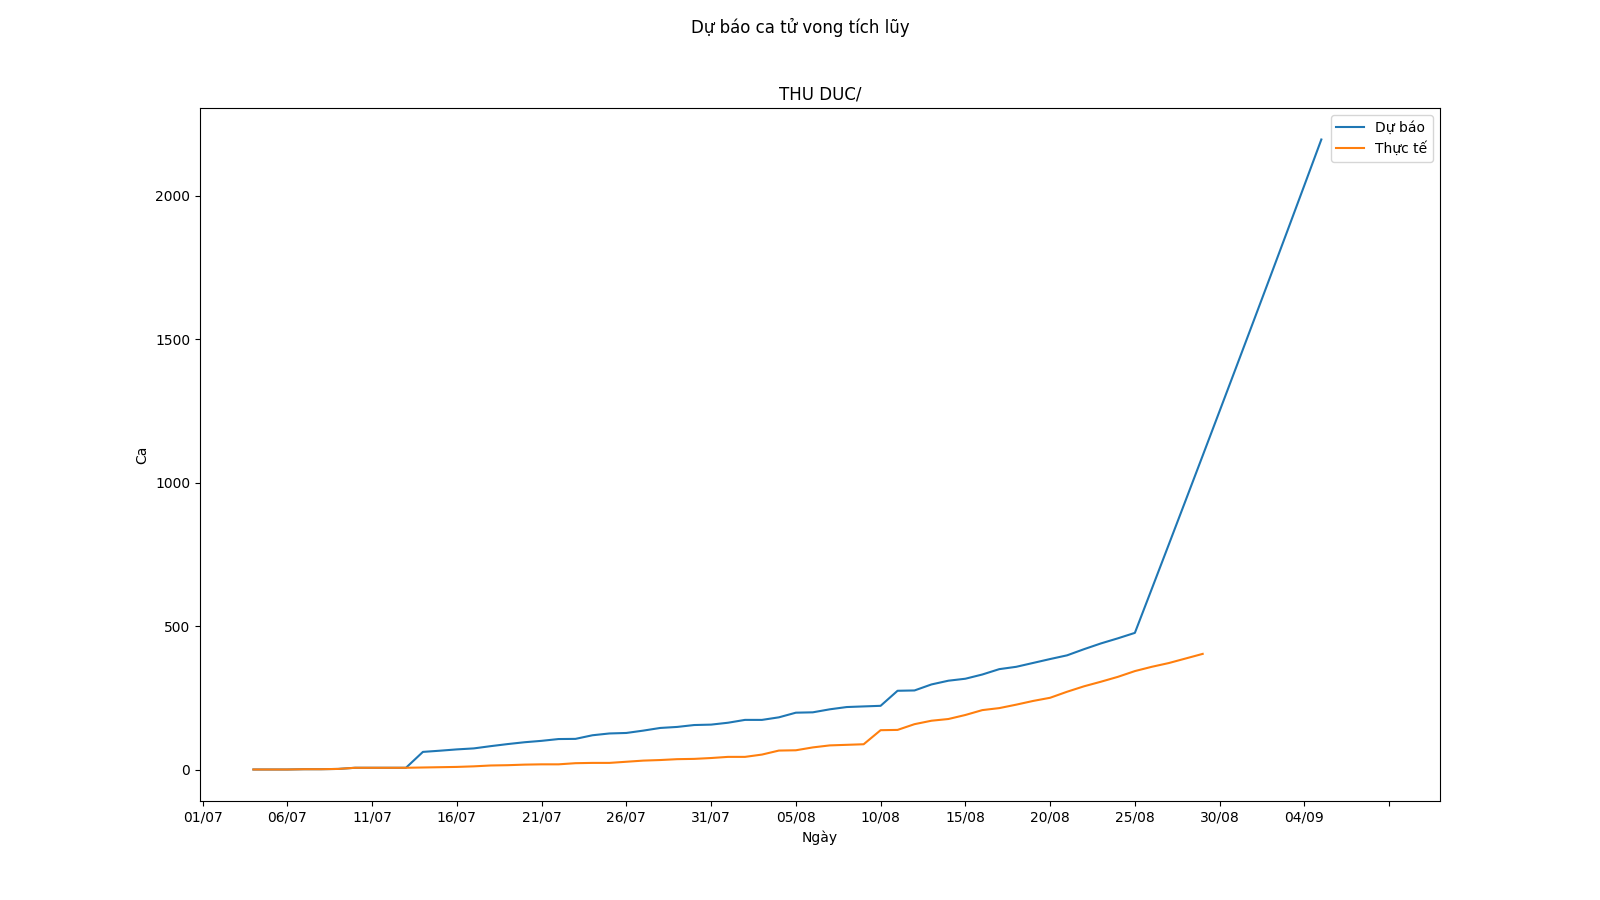 Dự báo ca tử vong tích lũy
THU DUC/
Dự báo
Thực tế
2000
1500
1000
500
0
Ca
01/07 06/07 11/07 16/07 21/07 26/07 31/07 05/08 10/08 15/08 20/08 25/08 30/08 04/09
Ngày